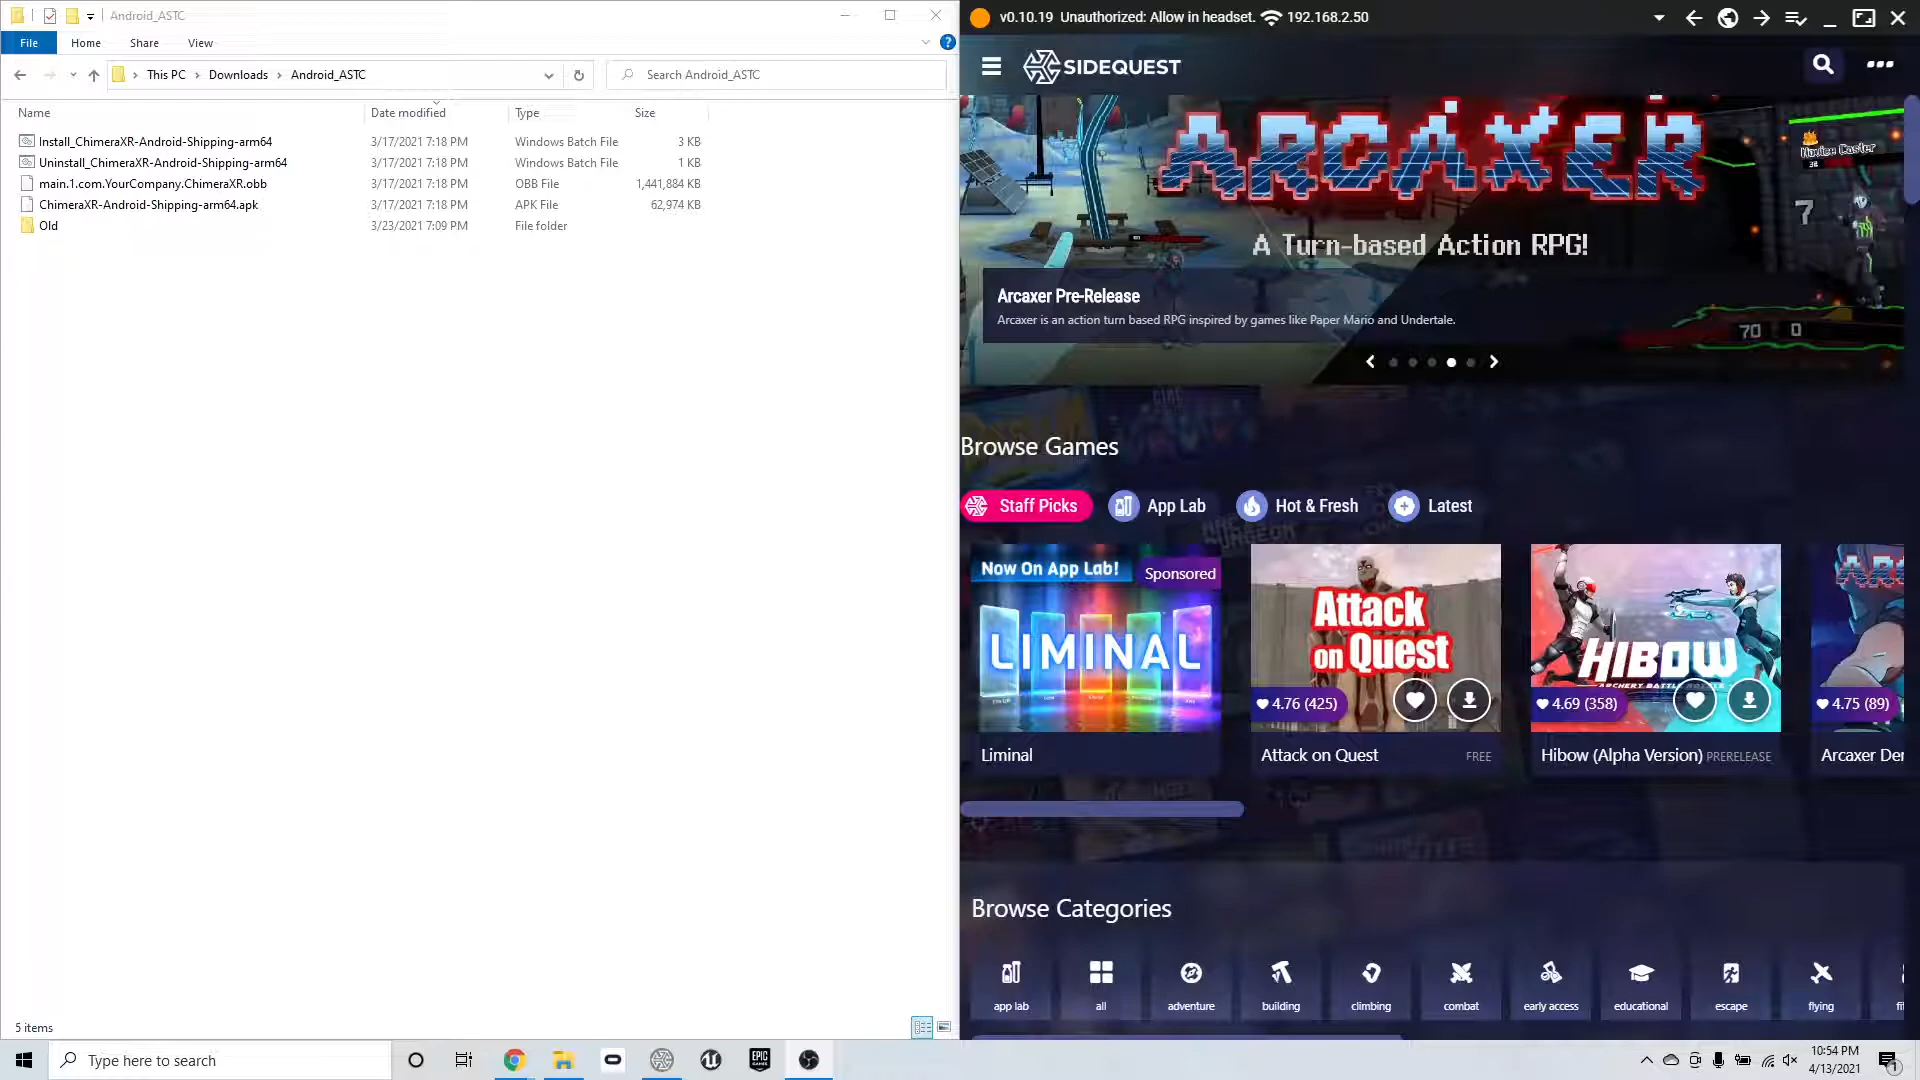 Android_ASTC
File Home Share View
This PC Downloads Android_ASTC Search Android_ASTC
Name Date modified Type Size
Install_ChimeraXR-Android-Shipping-arm64 3/17/2021 7:18 PM Windows Batch File 3 KB
Uninstall_ChimeraXR-Android-Shipping-arm64 3/17/2021 7:18 PM Windows Batch File 1 KB
main.1.com.YourCompany.ChimeraXR.obb 3/17/2021 7:18 PM OBB File 1,441,884 KB
ChimeraXR-Android-Shipping-arm64.apk 3/17/2021 7:18 PM APK File 62,974 KB
Old 3/23/2021 7:09 PM File folder
5 items
v0.10.19 Unauthorized: Allow in headset. 192.168.2.50
SIDEQUEST
ARCAXER
A Turn-based Action RPG!
7
70 0
Arcaxer Pre-Release
Arcaxer is an action turn based RPG inspired by games like Paper Mario and Undertale.
Browse Games
Staff Picks App Lab Hot & Fresh Latest
Now On App Lab! Sponsored
LIMINAL
Liminal
Attack
on Quest
4.76 (425)
Attack on Quest FREE
HIBOW
4.69 (358)
Hibow (Alpha Version) PRERELEASE
4.75 (89)
Arcaxer De
Browse Categories
app lab all adventure building climbing combat early access educational escape flying fi
Type here to search
EPIC
GAMES
10:54 PM
4/13/2021
1